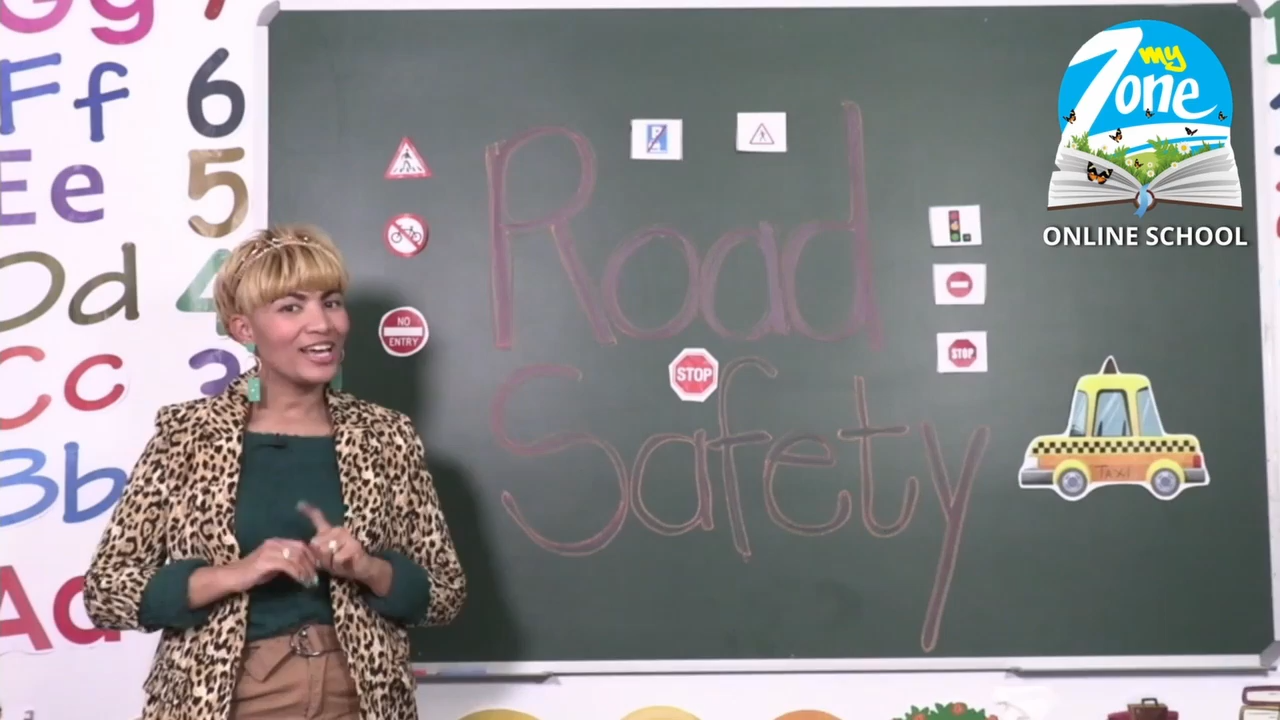 Gg 7
Ff 6
Ee 5
Dd 4
Cc 3
Bb
Aa
Road
Safety
NO
ENTRY
STOP
STOP
TAXI
my
Zone
ONLINE SCHOOL